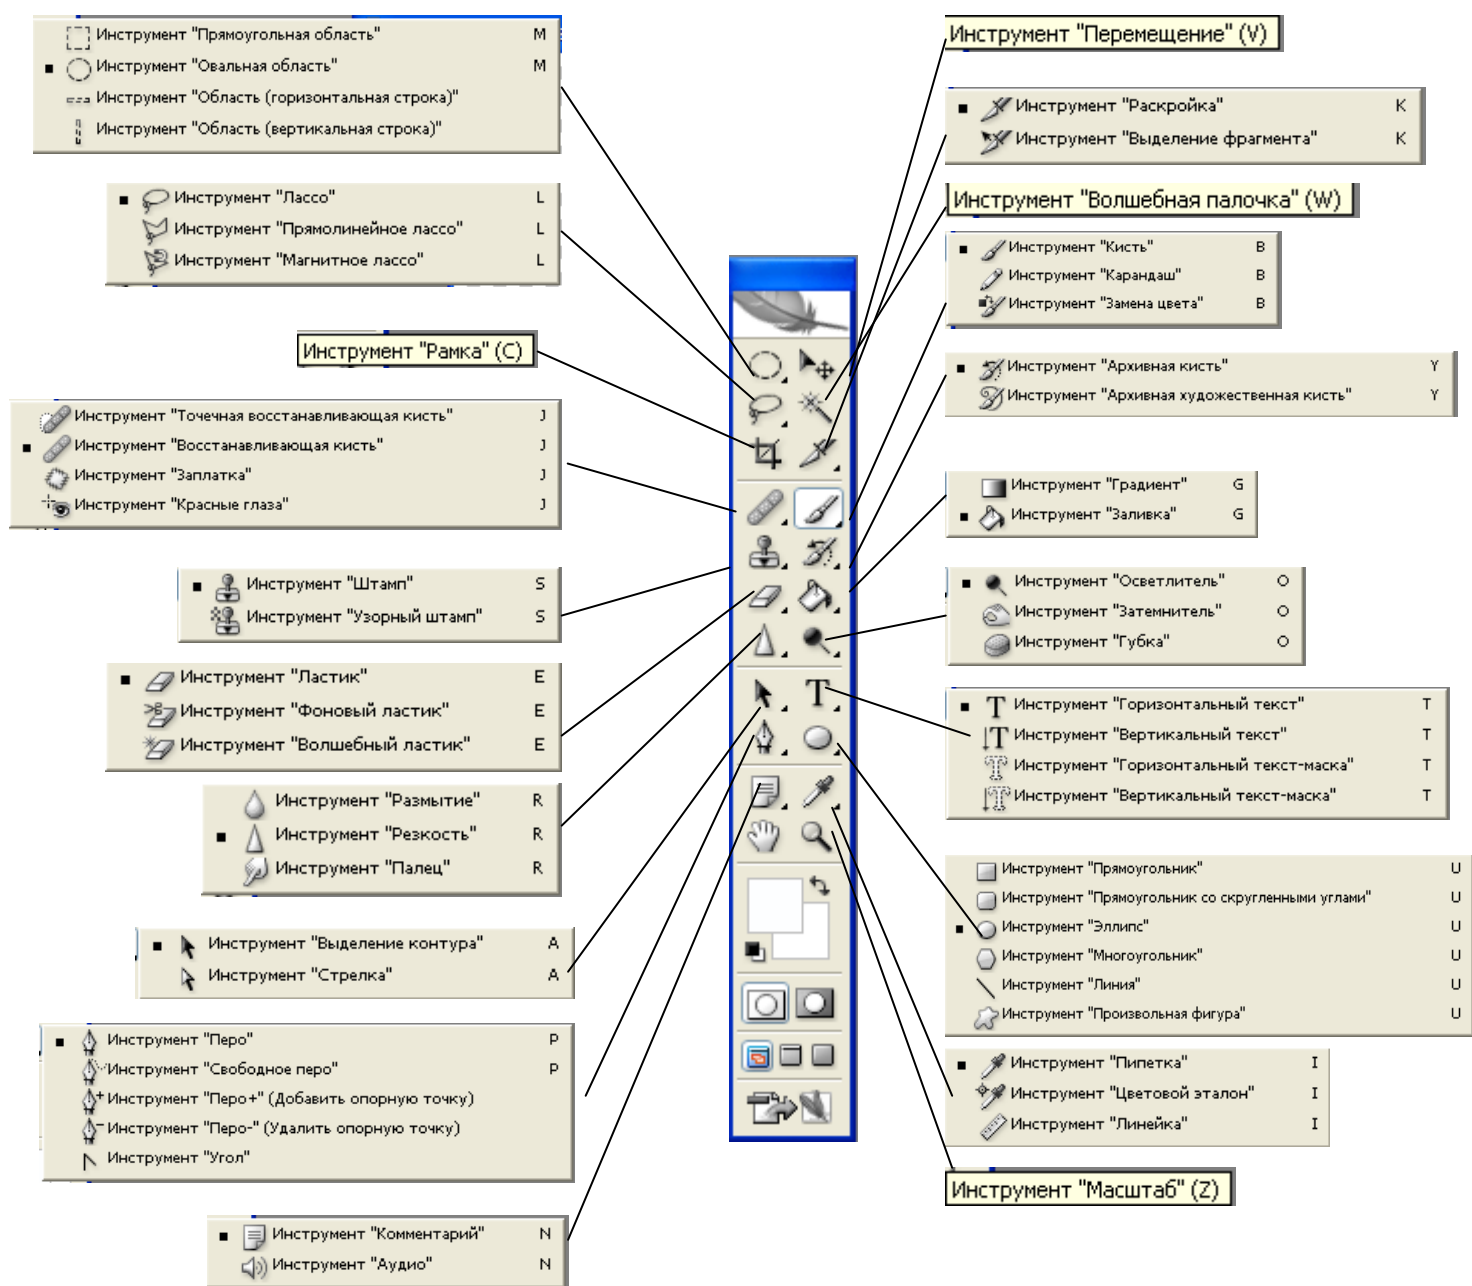 Инструмент "Прямоугольная область" M
Инструмент "Овальная область" M
Инструмент "Область (горизонтальная строка)"
Инструмент "Область (вертикальная строка)"
Инструмент "Лассо" L
Инструмент "Прямолинейное лассо" L
Инструмент "Магнитное лассо" L
Инструмент "Рамка" (C)
Инструмент "Точечная восстанавливающая кисть" J
Инструмент "Восстанавливающая кисть" J
Инструмент "Заплатка" J
Инструмент "Красные глаза" J
Инструмент "Штамп" S
Инструмент "Узорный штамп" S
Инструмент "Ластик" E
Инструмент "Фоновый ластик" E
Инструмент "Волшебный ластик" E
Инструмент "Размытие" R
Инструмент "Резкость" R
Инструмент "Палец" R
Инструмент "Выделение контура" A
Инструмент "Стрелка" A
Инструмент "Перо" P
Инструмент "Свободное перо" P
Инструмент "Перо+" (Добавить опорную точку)
Инструмент "Перо-" (Удалить опорную точку)
Инструмент "Угол"
Инструмент "Комментарий" N
Инструмент "Аудио" N
Инструмент "Перемещение" (V)
Инструмент "Раскройка" K
Инструмент "Выделение фрагмента" K
Инструмент "Волшебная палочка" (W)
Инструмент "Кисть" B
Инструмент "Карандаш" B
Инструмент "Замена цвета" B
Инструмент "Архивная кисть" Y
Инструмент "Архивная художественная кисть" Y
Инструмент "Градиент" G
Инструмент "Заливка" G
Инструмент "Осветлитель" O
Инструмент "Затемнитель" O
Инструмент "Губка" O
Инструмент "Горизонтальный текст" T
Инструмент "Вертикальный текст" T
Инструмент "Горизонтальный текст-маска" T
Инструмент "Вертикальный текст-маска" T
Инструмент "Прямоугольник" U
Инструмент "Прямоугольник со скругленными углами" U
Инструмент "Эллипс" U
Инструмент "Многоугольник" U
Инструмент "Линия" U
Инструмент "Произвольная фигура" U
Инструмент "Пипетка" I
Инструмент "Цветовой эталон" I
Инструмент "Линейка" I
Инструмент "Масштаб" (Z)